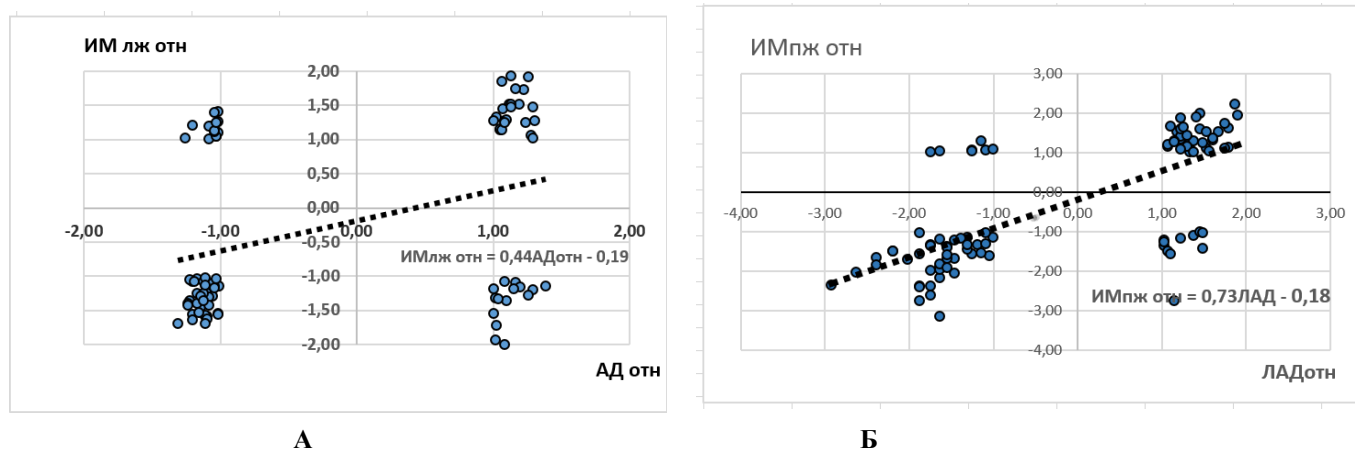 ИМ лж отн
2,00
1,50
1,00
0,50
0,00
-0,50
-1,00
-1,50
-2,00
-2,00 -1,00 0,00 1,00 2,00
ИМлж отн = 0,44АДотн - 0,19
АД отн
А
ИМпж отн
3,00
2,00
1,00
0,00
-1,00
-2,00
-3,00
-4,00
-4,00 -3,00 -2,00 -1,00 0,00 1,00 2,00 3,00
ИМпж отн = 0,73ЛАД - 0,18
ЛАДотн
Б